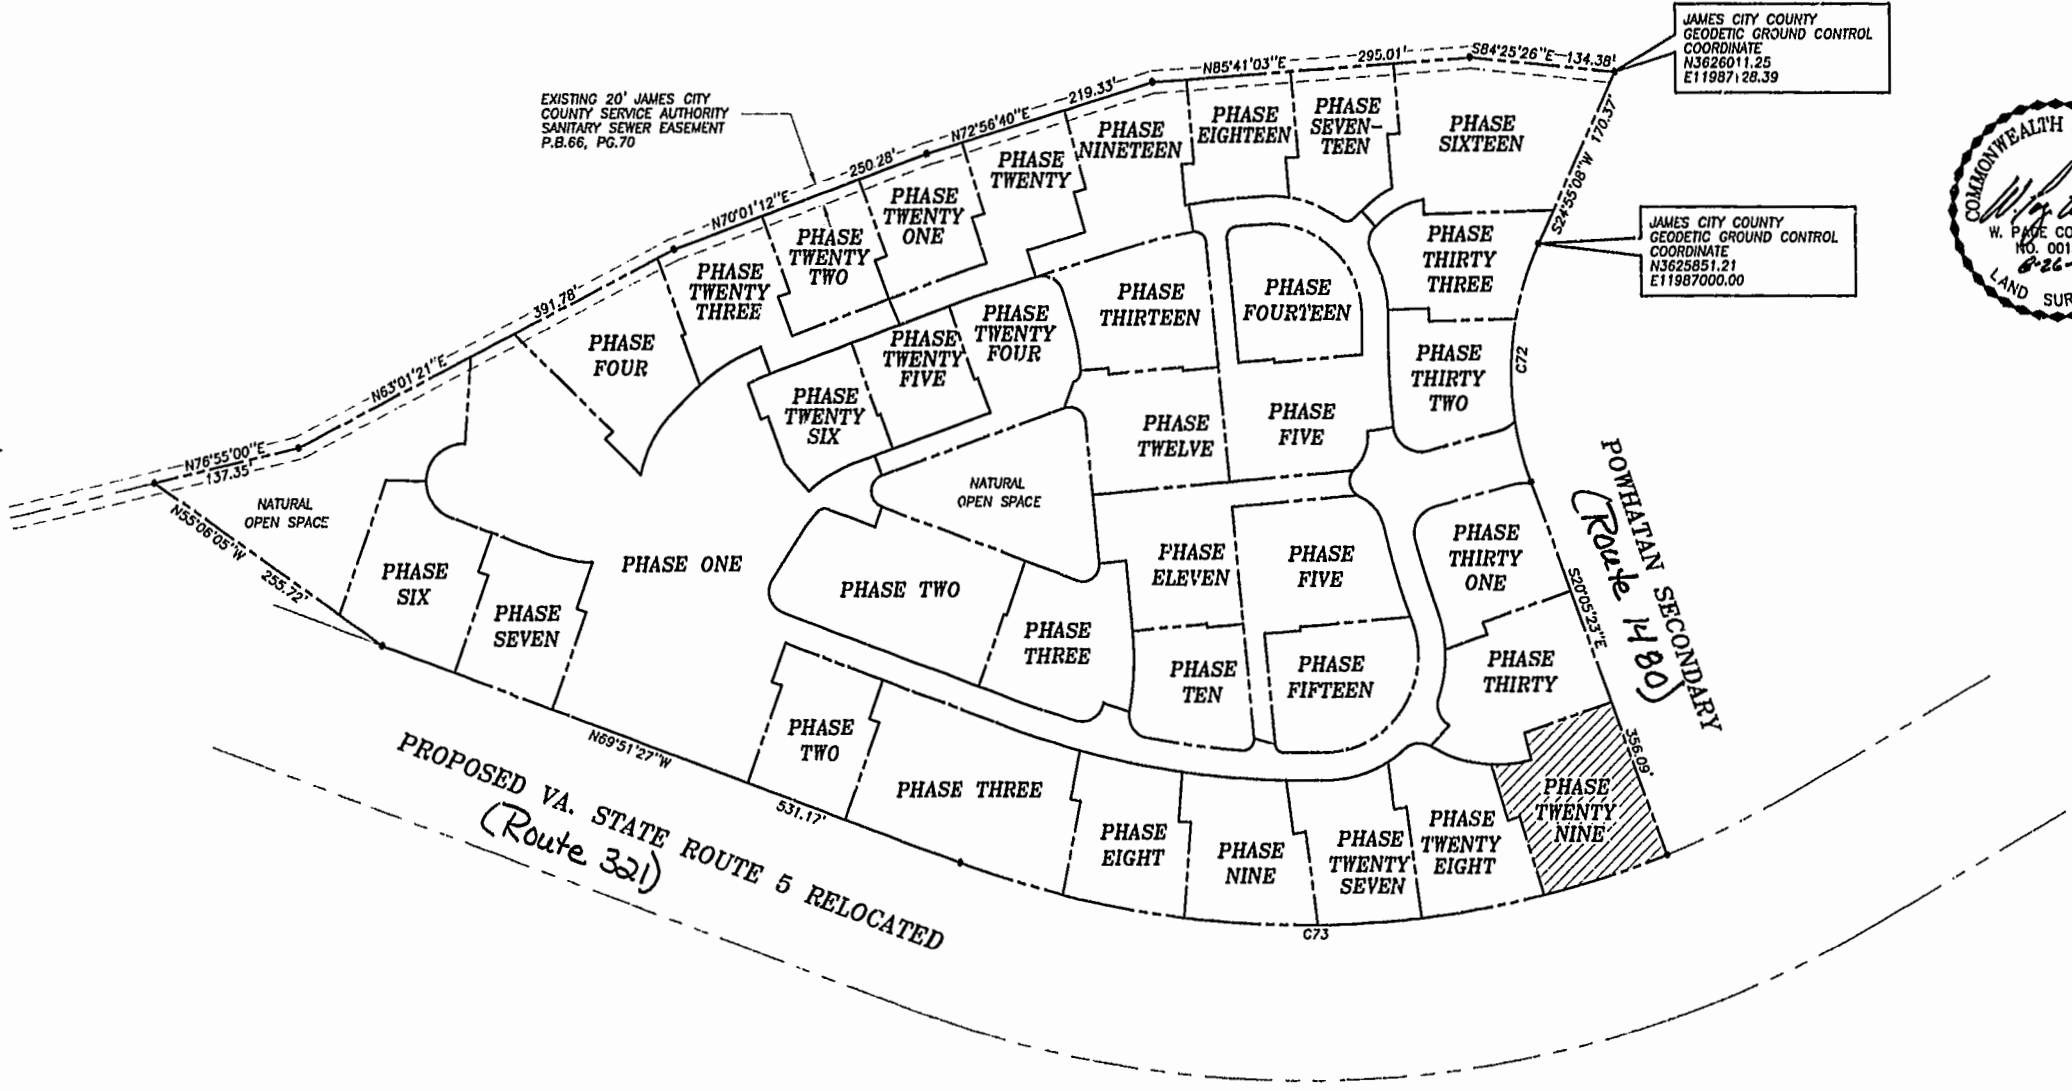 JAMES CITY COUNTY
GEODETIC GROUND CONTROL
COORDINATE
N3626011.25
E11987128.39
JAMES CITY COUNTY
GEODETIC GROUND CONTROL
COORDINATE
N3625851.21
E11987000.00
COMMONWEALTH
W. PAGE CO
NO. 001
LAND SUR
EXISTING 20' JAMES CITY
COUNTY SERVICE AUTHORITY
SANITARY SEWER EASEMENT
P.B.66, PG.70
N76°55'00"E
137.35'
N63°01'21"E
391.78'
N70°01'12"E
250.28'
N72°56'40"E
219.33'
N85°41'03"E
295.01'
S84°25'26"E
134.38'
S24°55'08"W 170.37'
C72
S20°05'23"E
356.09'
N55°06'05"W
255.72'
N69°51'27"W
531.17'
C73
NATURAL
OPEN SPACE
PHASE
SIX
PHASE
SEVEN
PHASE ONE
PHASE
FOUR
PHASE
TWENTY
THREE
PHASE
TWENTY
TWO
PHASE
TWENTY
ONE
PHASE
TWENTY
PHASE
NINETEEN
PHASE
EIGHTEEN
PHASE
SEVEN-
TEEN
PHASE
SIXTEEN
PHASE
THIRTY
THREE
PHASE
THIRTY
TWO
PHASE
FOURTEEN
PHASE
THIRTEEN
PHASE
TWENTY
FOUR
PHASE
TWENTY
FIVE
PHASE
TWENTY
SIX
NATURAL
OPEN SPACE
PHASE
TWELVE
PHASE
FIVE
PHASE
ELEVEN
PHASE
FIVE
PHASE
THIRTY
ONE
PHASE
THIRTY
PHASE TWO
PHASE
THREE
PHASE
TEN
PHASE
FIFTEEN
PHASE
TWO
PHASE THREE
PHASE
EIGHT
PHASE
NINE
PHASE
TWENTY
SEVEN
PHASE
TWENTY
EIGHT
PHASE
TWENTY
NINE
POWHATAN SECONDARY
(Route 1480)
PROPOSED VA. STATE ROUTE 5 RELOCATED
(Route 321)